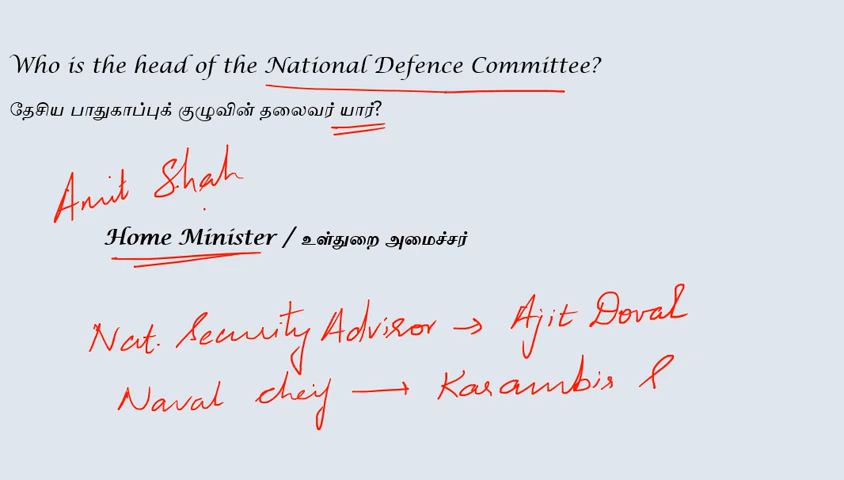 Who is the head of the National Defence Committee?
தேசிய பாதுகாப்புக் குழுவின் தலைவர் யார்?
Amit Shah
Home Minister / உள்துறை அமைச்சர்
Nat. Security Advisor → Ajit Doval
Naval chief → Karambir S